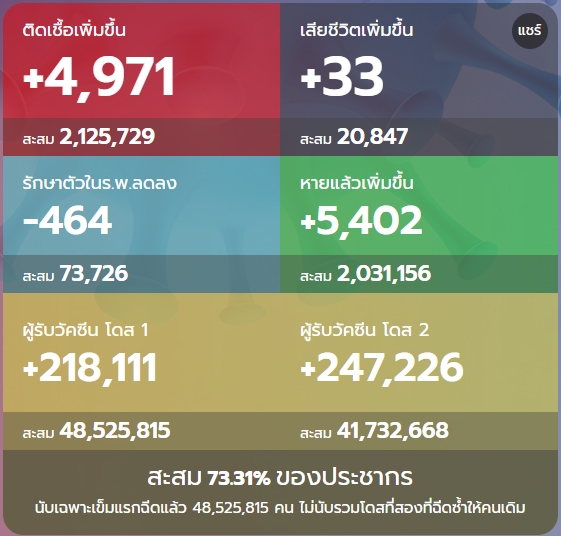 ติดเชื้อเพิ่มขึ้น
+4,971
สะสม 2,125,729
เสียชีวิตเพิ่มขึ้น
แชร์
+33
สะสม 20,847
รักษาตัวในร.พ.ลดลง
-464
สะสม 73,726
หายแล้วเพิ่มขึ้น
+5,402
สะสม 2,031,156
ผู้รับวัคซีน โดส 1
+218,111
สะสม 48,525,815
ผู้รับวัคซีน โดส 2
+247,226
สะสม 41,732,668
สะสม 73.31% ของประชากร
นับเฉพาะเข็มแรกฉีดแล้ว 48,525,815 คน ไม่นับรวมโดสที่สองที่ฉีดซ้ำให้คนเดิม